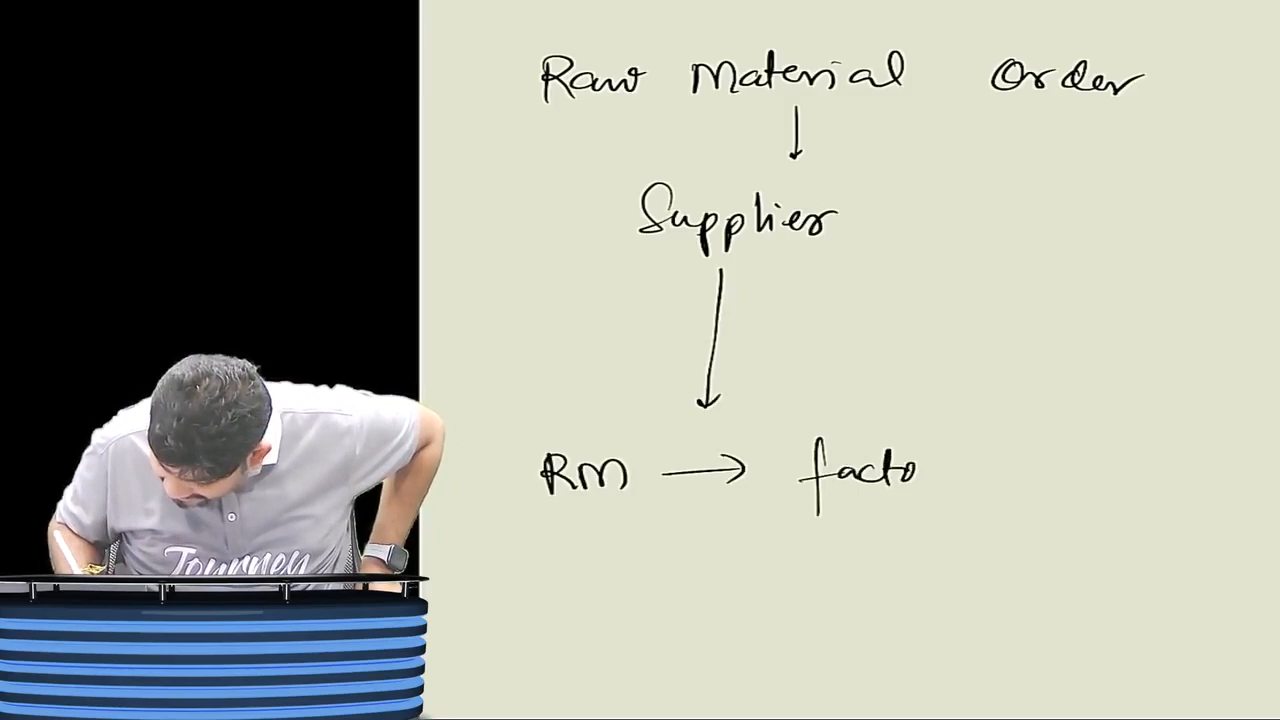 Raw Material Order
↓
Supplier
↓
RM → facto
Journey